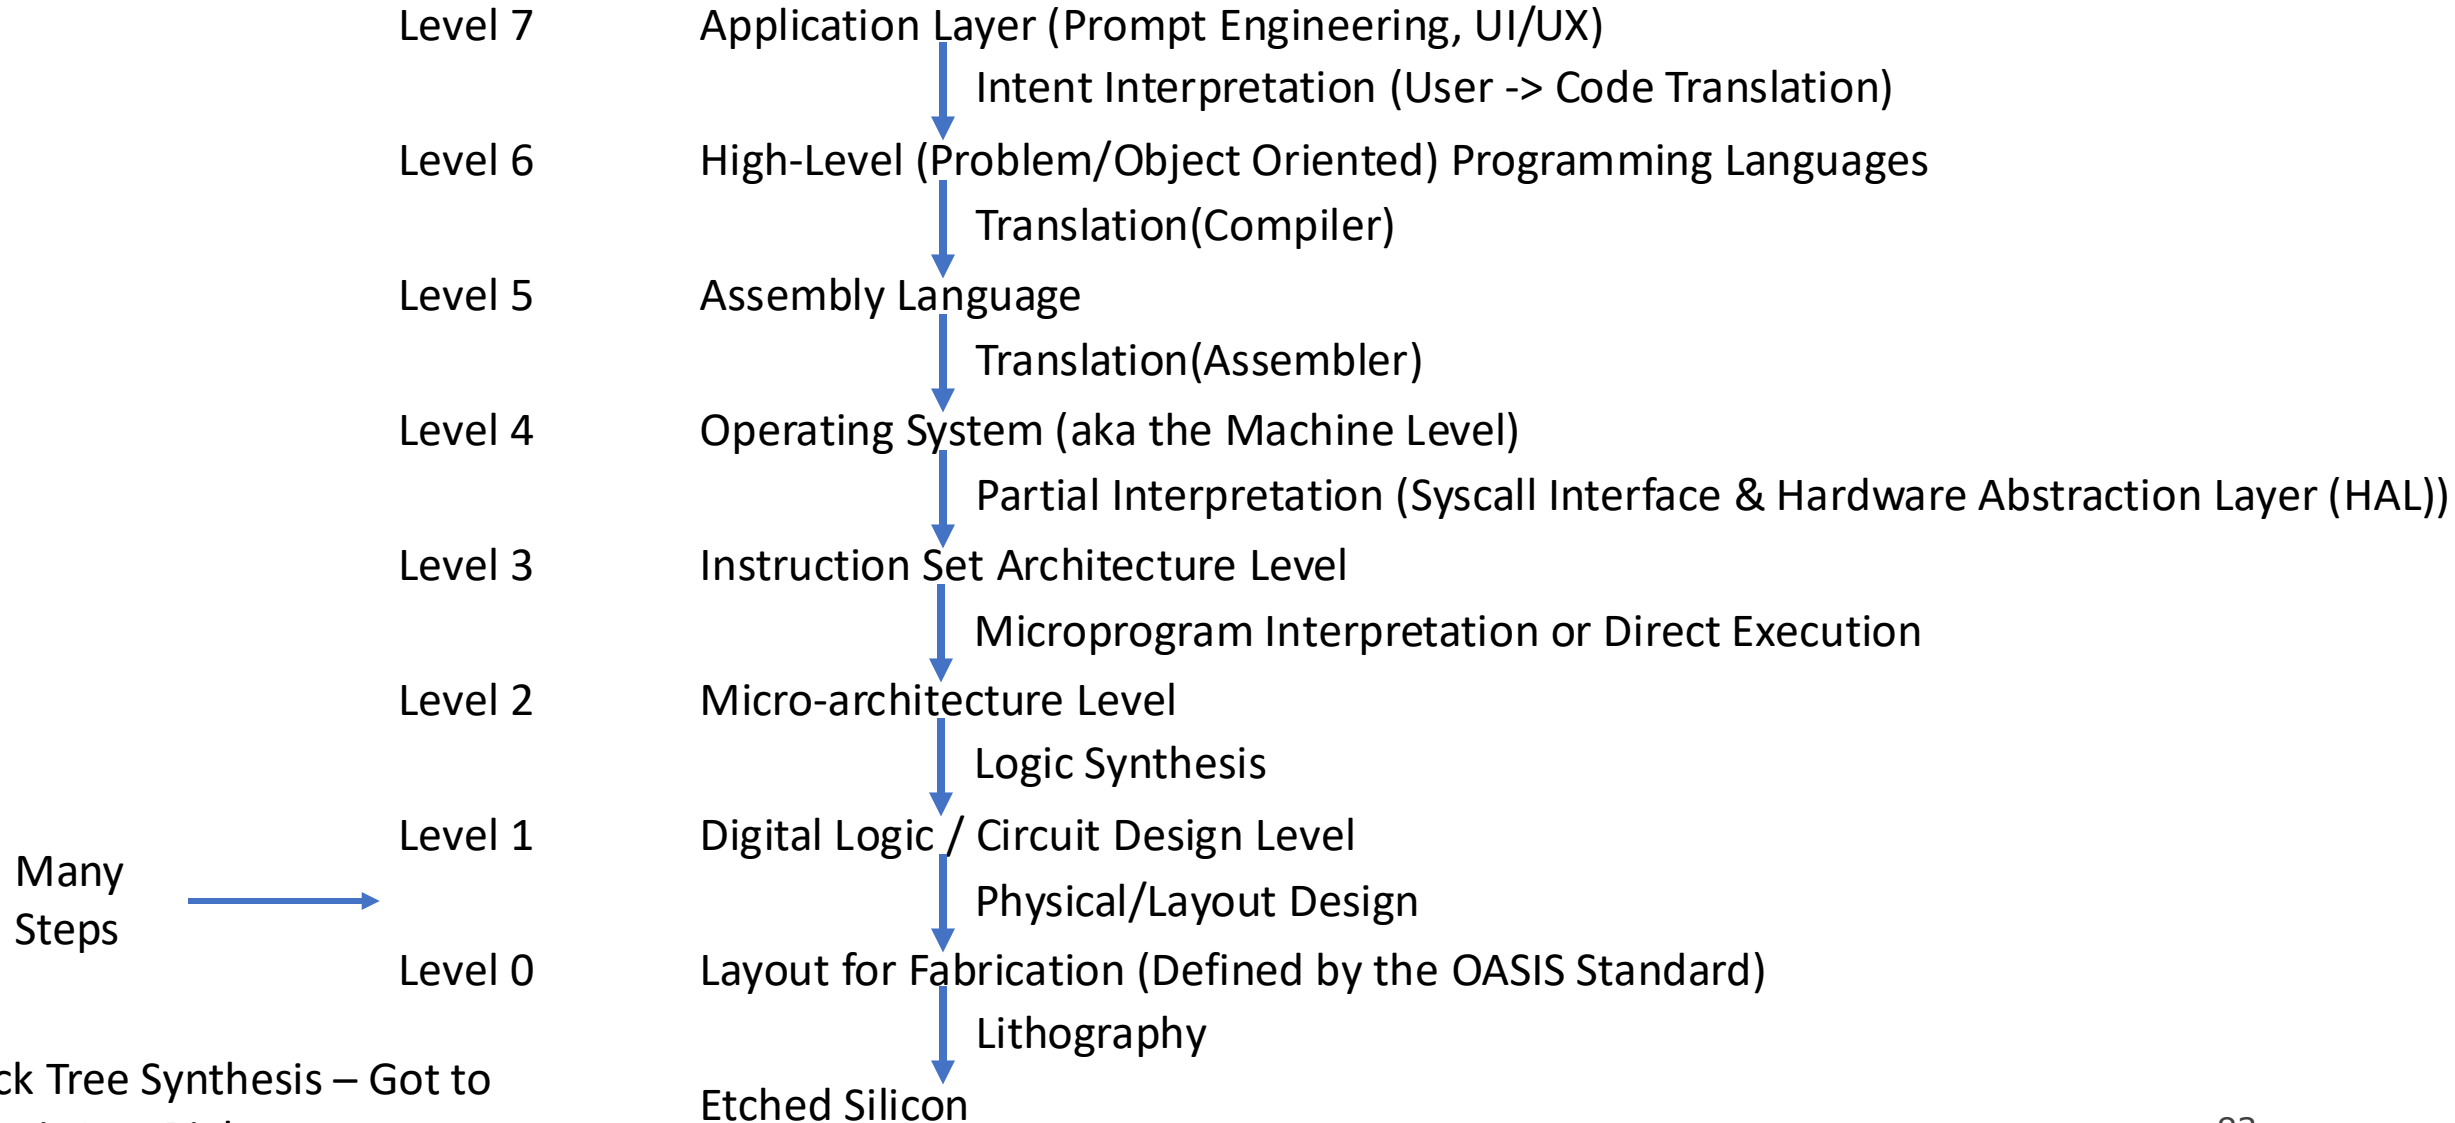 Level 7 Application Layer (Prompt Engineering, UI/UX)
Intent Interpretation (User -> Code Translation)
Level 6 High-Level (Problem/Object Oriented) Programming Languages
Translation(Compiler)
Level 5 Assembly Language
Translation(Assembler)
Level 4 Operating System (aka the Machine Level)
Partial Interpretation (Syscall Interface & Hardware Abstraction Layer (HAL))
Level 3 Instruction Set Architecture Level
Microprogram Interpretation or Direct Execution
Level 2 Micro-architecture Level
Logic Synthesis
Level 1 Digital Logic / Circuit Design Level
Many
Steps
Physical/Layout Design
Level 0 Layout for Fabrication (Defined by the OASIS Standard)
Lithography
ck Tree Synthesis – Got to
Etched Silicon